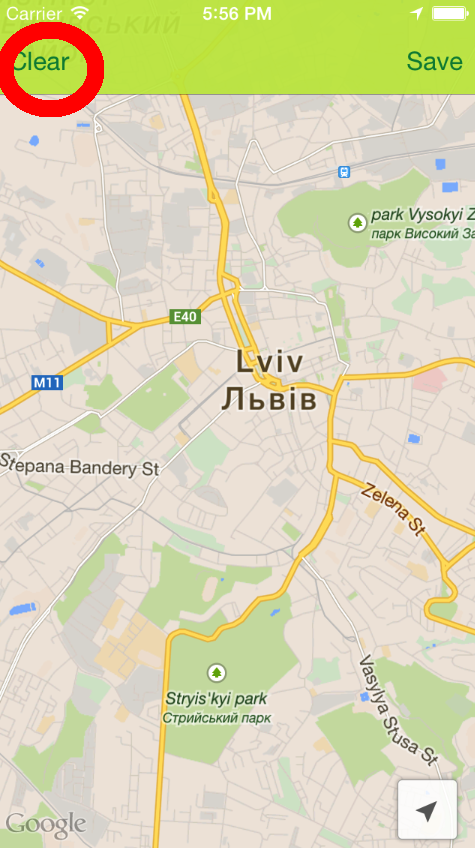 Carrier 5:56 PM
Clear
Save
park Vysokyi Z
парк Високий За
E40
Lviv
Львів
M11
Stepana Bandery St
Zelena St
Stryis'kyi park
Стрийський парк
Vasylya Stusa St
Google